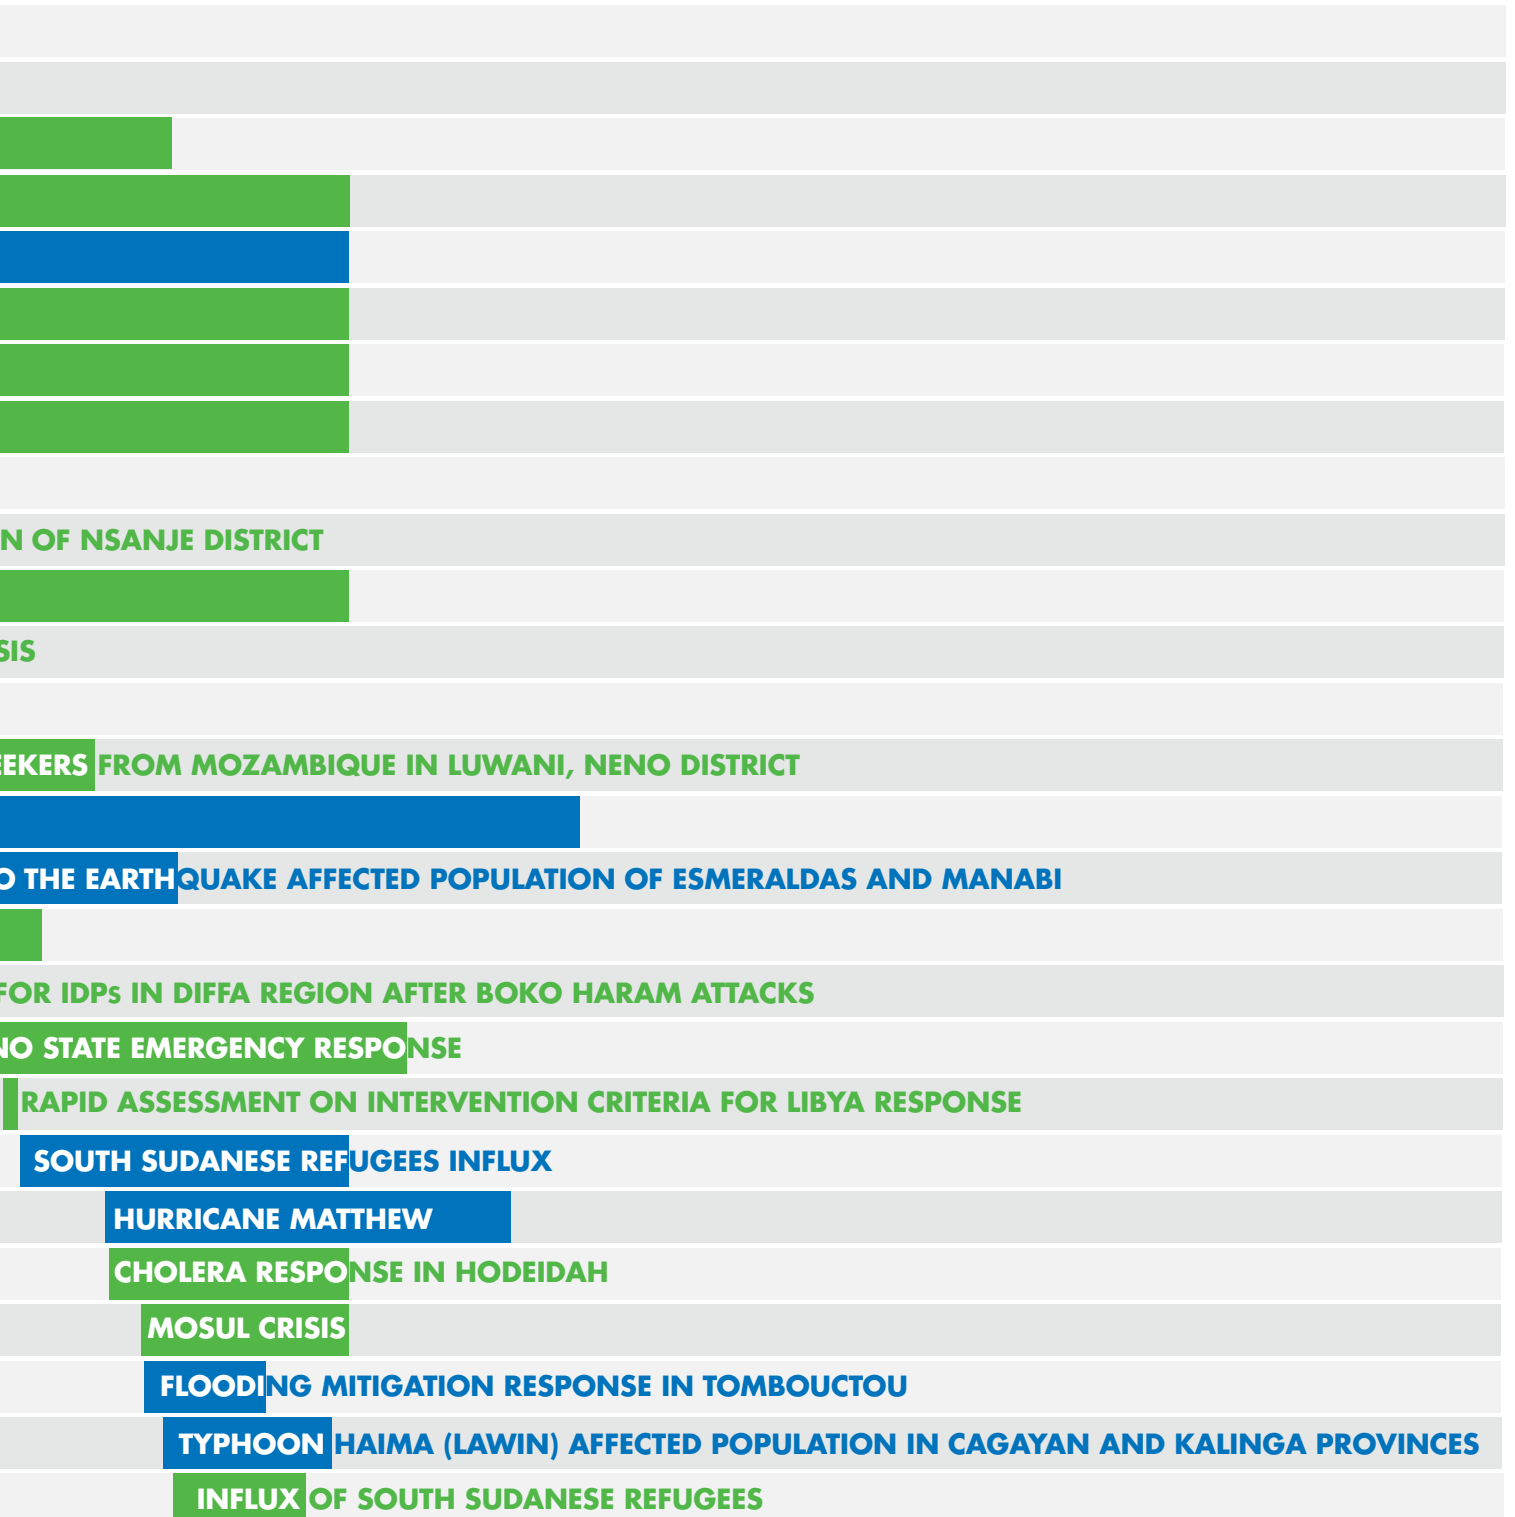 N OF NSANJE DISTRICT
SIS
EEKERS FROM MOZAMBIQUE IN LUWANI, NENO DISTRICT
O THE EARTHQUAKE AFFECTED POPULATION OF ESMERALDAS AND MANABI
FOR IDPs IN DIFFA REGION AFTER BOKO HARAM ATTACKS
NO STATE EMERGENCY RESPONSE
RAPID ASSESSMENT ON INTERVENTION CRITERIA FOR LIBYA RESPONSE
SOUTH SUDANESE REFUGEES INFLUX
HURRICANE MATTHEW
CHOLERA RESPONSE IN HODEIDAH
MOSUL CRISIS
FLOODING MITIGATION RESPONSE IN TOMBOUCTOU
TYPHOON HAIMA (LAWIN) AFFECTED POPULATION IN CAGAYAN AND KALINGA PROVINCES
INFLUX OF SOUTH SUDANESE REFUGEES